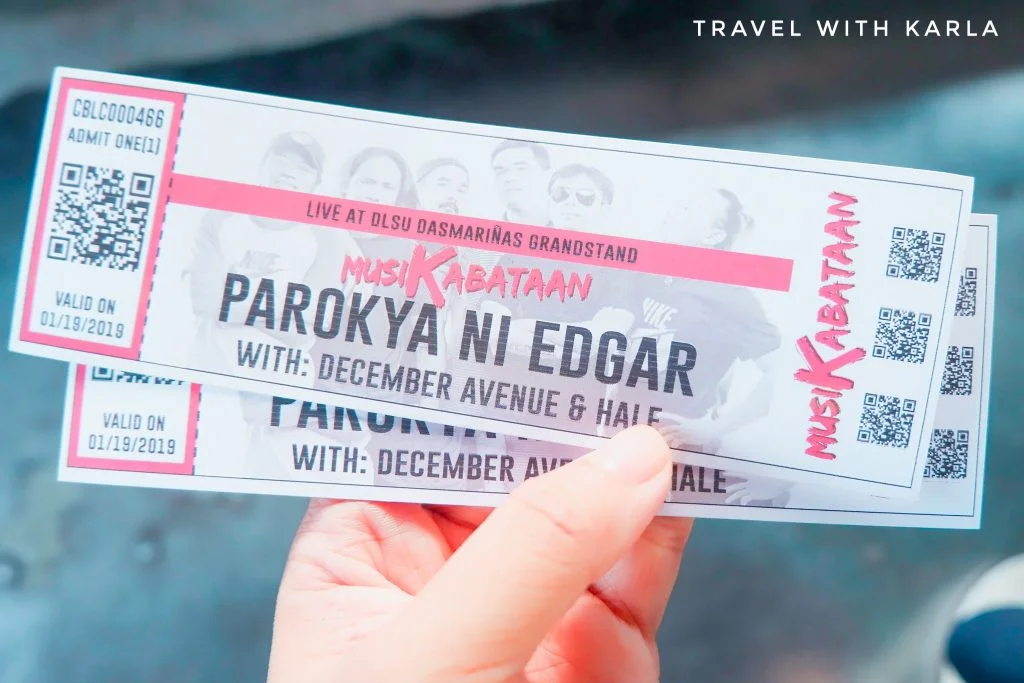 TRAVEL WITH KARLA
CBLC000466
ADMIT ONE(1)
VALID ON
01/19/2019
LIVE AT DLSU DASMARIÑAS GRANDSTAND
MUSIKABATAAN
PAROKYA NI EDGAR
WITH: DECEMBER AVENUE & HALE
NIKE
MUSIKABATAAN
VALID ON
01/19/2019
WITH: DECEMBER HALE